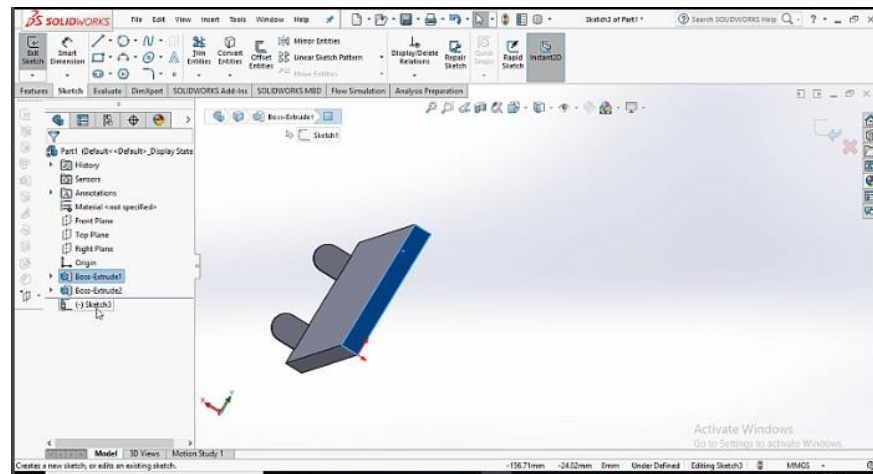 SOLIDWORKS File Edit View Insert Tools Window Help Sketch3 of Part1 * Search SOLIDWORKS Help
Exit Sketch
Smart Dimension
Trim Entities
Convert Entities
Offset Entities
Mirror Entities
Linear Sketch Pattern
Move Entities
Display/Delete Relations
Repair Sketch
Quick Snaps
Rapid Sketch
Instant2D
Features Sketch Evaluate DimXpert SOLIDWORKS Add-Ins SOLIDWORKS MBD Flow Simulation Analysis Preparation
Boss-Extrude1
Sketch1
Part1 (Default<<Default>_Display State
History
Sensors
Annotations
Material <not specified>
Front Plane
Top Plane
Right Plane
Origin
Boss-Extrude1
Boss-Extrude2
(-) Sketch3
Activate Windows
Go to Settings to activate Windows.
Model 3D Views Motion Study 1
Creates a new sketch, or edits an existing sketch. -156.71mm -24.02mm 0mm Under Defined Editing Sketch3 MMGS